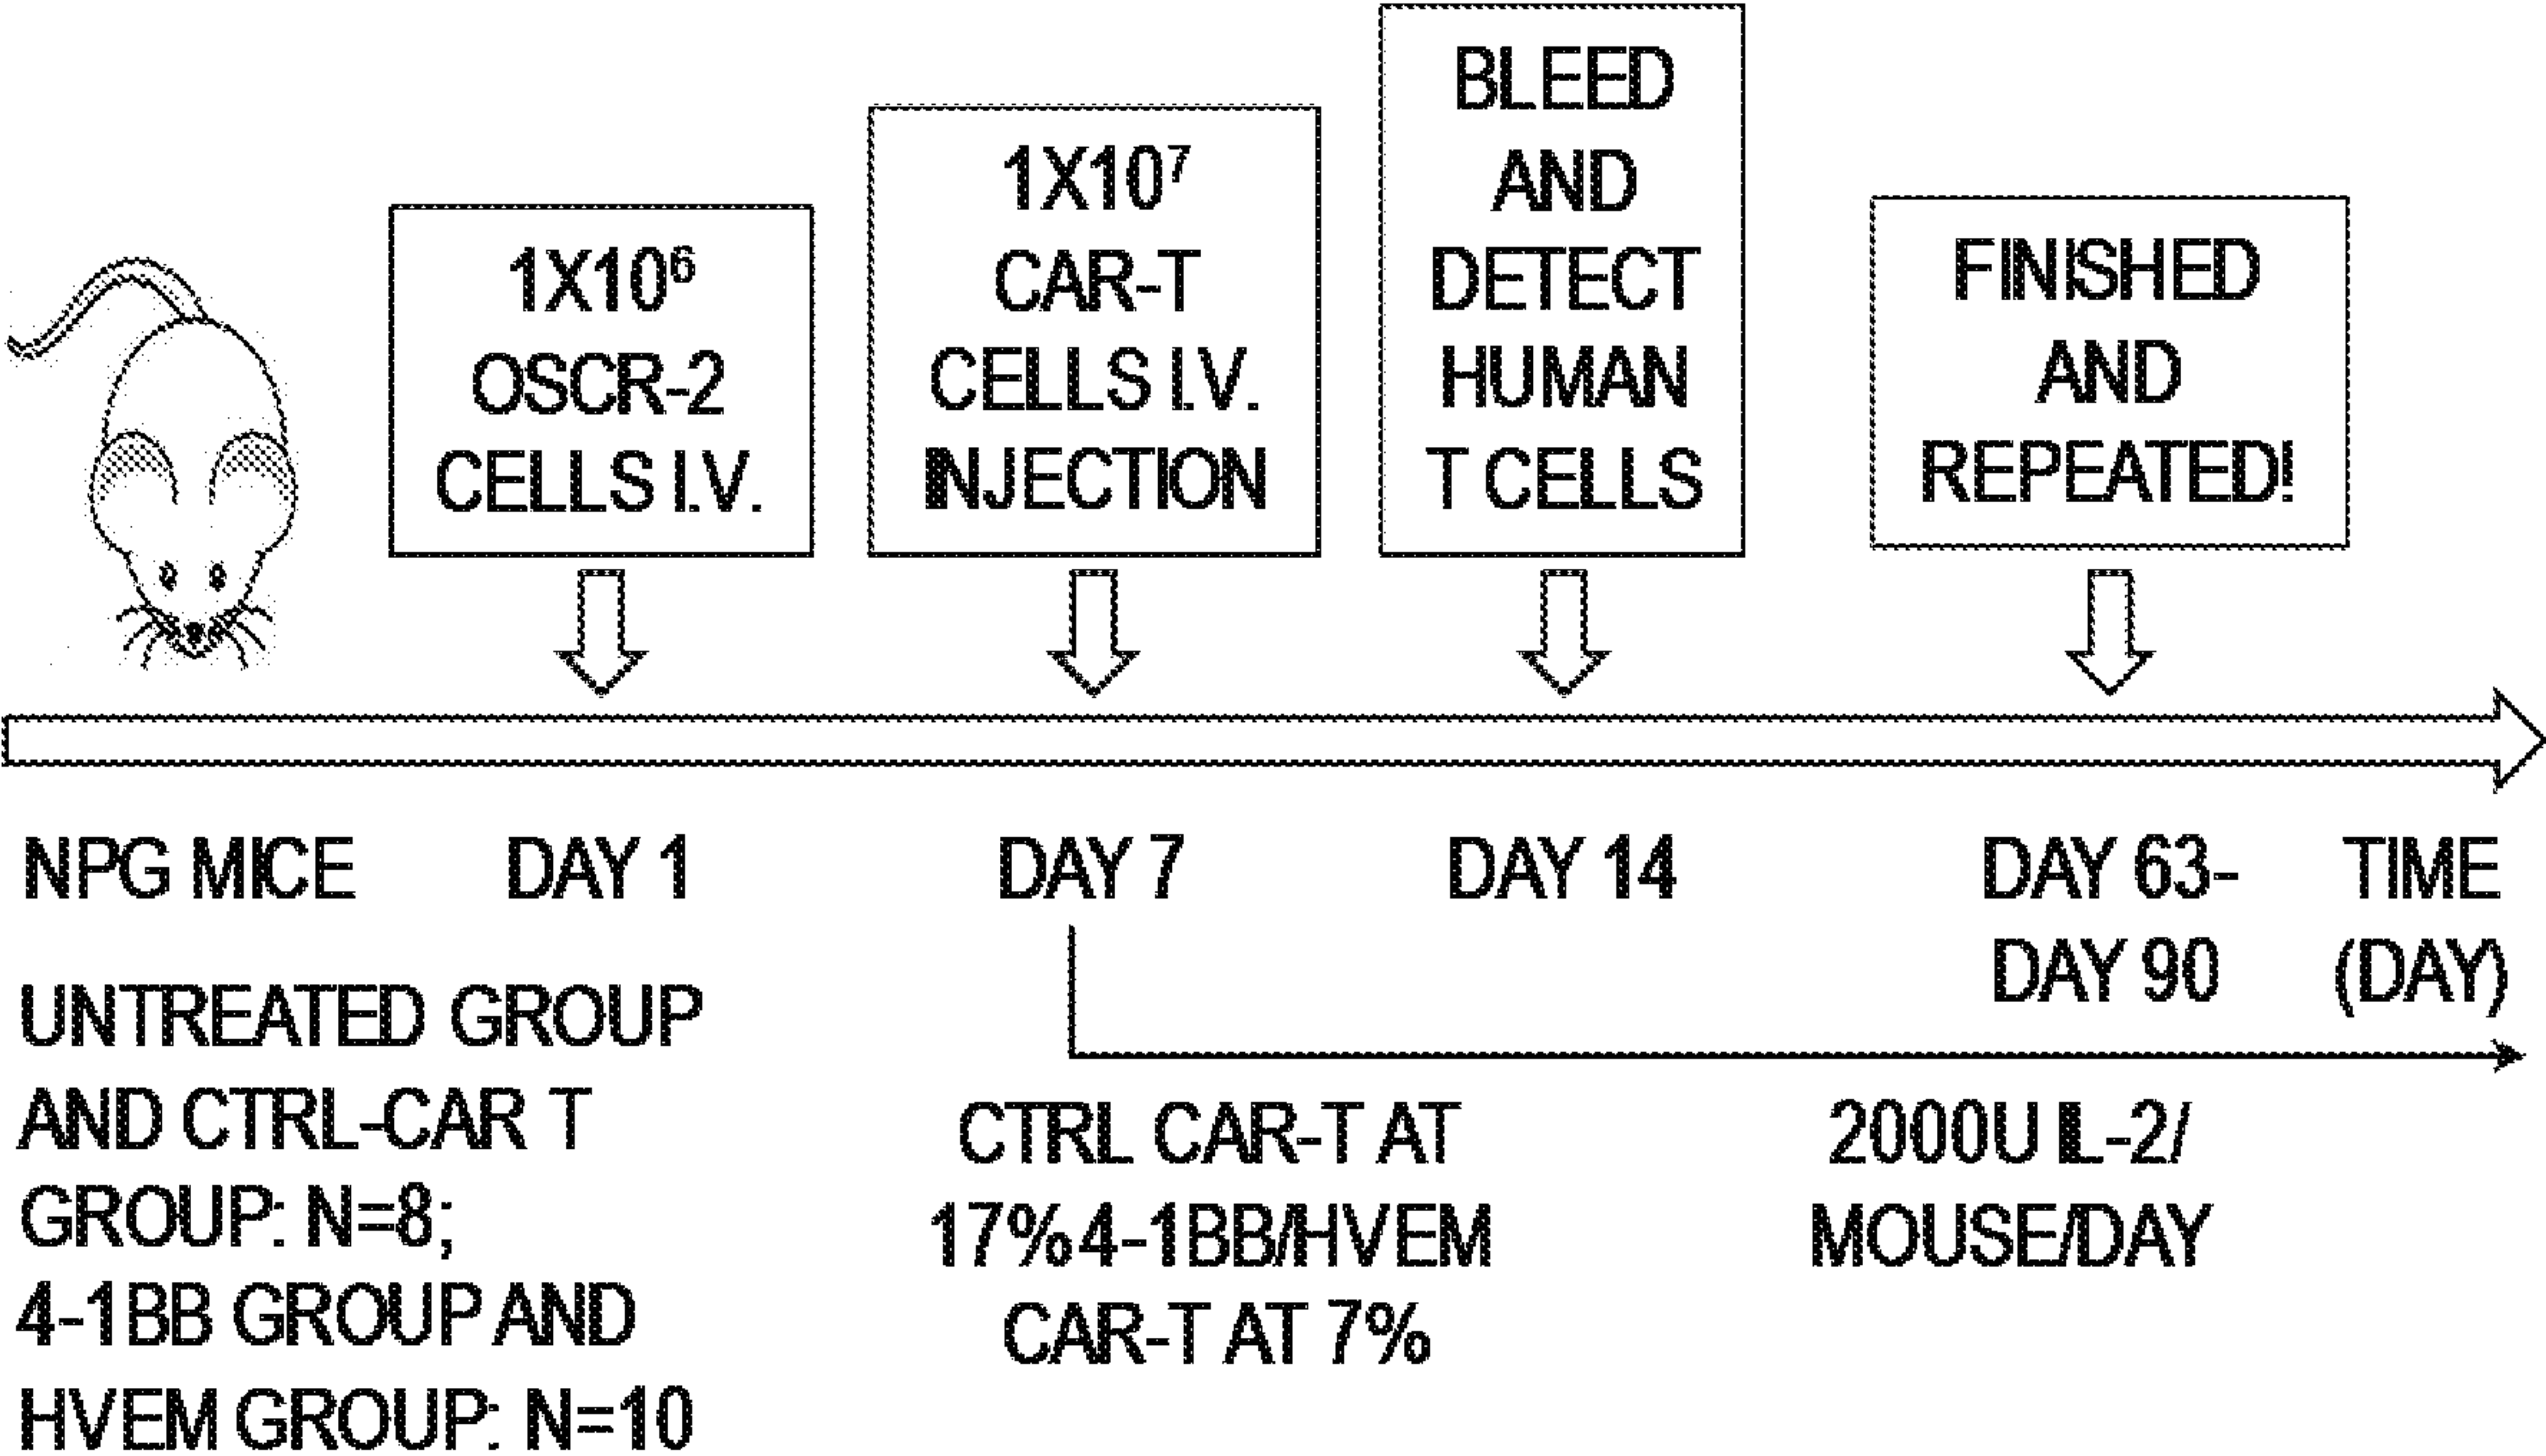 1X10⁶
OSCR-2
CELLS I.V.
1X10⁷
CAR-T
CELLS I.V.
INJECTION
BLEED
AND
DETECT
HUMAN
T CELLS
FINISHED
AND
REPEATED!
NPG MICE
DAY 1
DAY 7
DAY 14
DAY 63-
DAY 90
TIME
(DAY)
UNTREATED GROUP
AND CTRL-CAR T
GROUP: N=8;
4-1BB GROUP AND
HVEM GROUP: N=10
CTRL CAR-T AT
17%4-1BB/HVEM
CAR-T AT 7%
2000U IL-2/
MOUSE/DAY